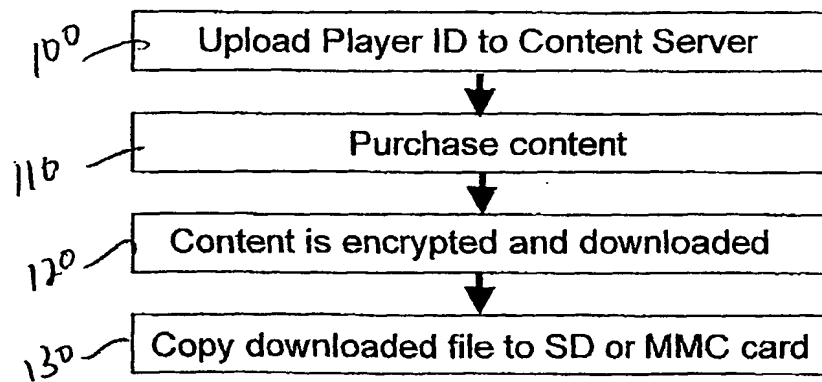 100 Upload Player ID to Content Server
110 Purchase content
120 Content is encrypted and downloaded
130 Copy downloaded file to SD or MMC card